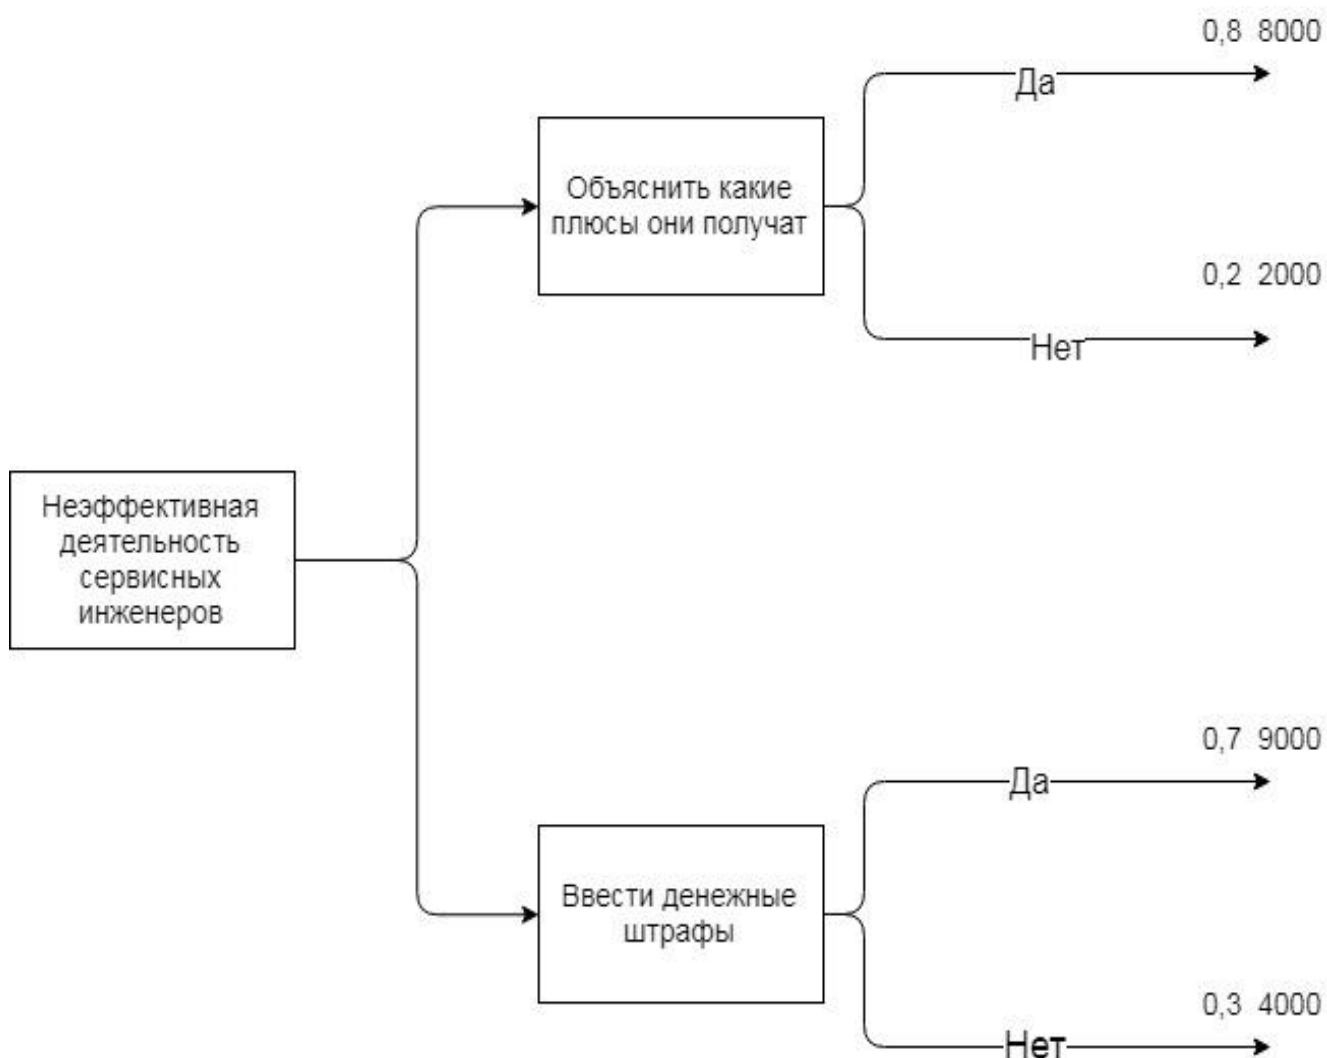 0,8 8000
Да
Объяснить какие
плюсы они получат
0,2 2000
Нет
Неэффективная
деятельность
сервисных
инженеров
0,7 9000
Да
Ввести денежные
штрафы
0,3 4000
Нет